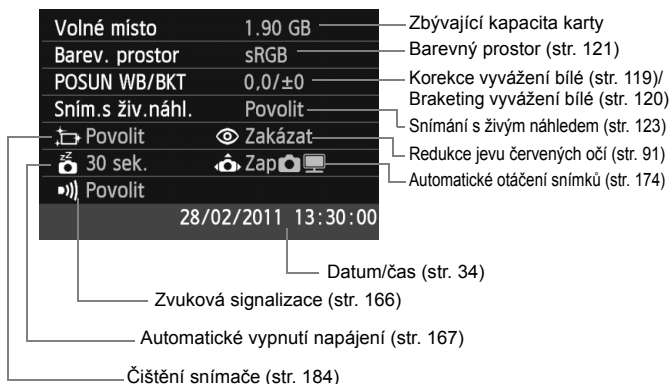 Volné místo 1.90 GB
Barev. prostor sRGB
POSUN WB/BKT 0,0/±0
Sním.s živ.náhl. Povolit
Povolit Zakázat
30 sek. Zap
Povolit
28/02/2011 13:30:00
Zbývající kapacita karty
Barevný prostor (str. 121)
Korekce vyvážení bílé (str. 119)/
Braketing vyvážení bílé (str. 120)
Snímání s živým náhledem (str. 123)
Redukce jevu červených očí (str. 91)
Automatické otáčení snímků (str. 174)
Datum/čas (str. 34)
Zvuková signalizace (str. 166)
Automatické vypnutí napájení (str. 167)
Čištění snímače (str. 184)